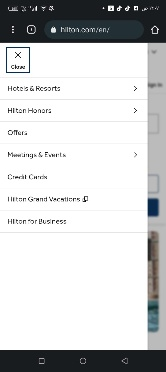 hilton.com/en/
Close
Hotels & Resorts
Hilton Honors
Offers
Meetings & Events
Credit Cards
Hilton Grand Vacations
Hilton for Business